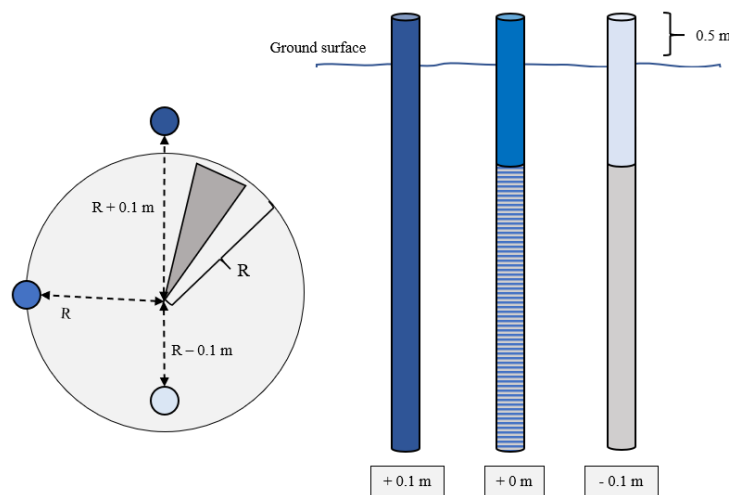 Ground surface
0.5 m
R + 0.1 m
R
R
R – 0.1 m
+ 0.1 m
+ 0 m
- 0.1 m